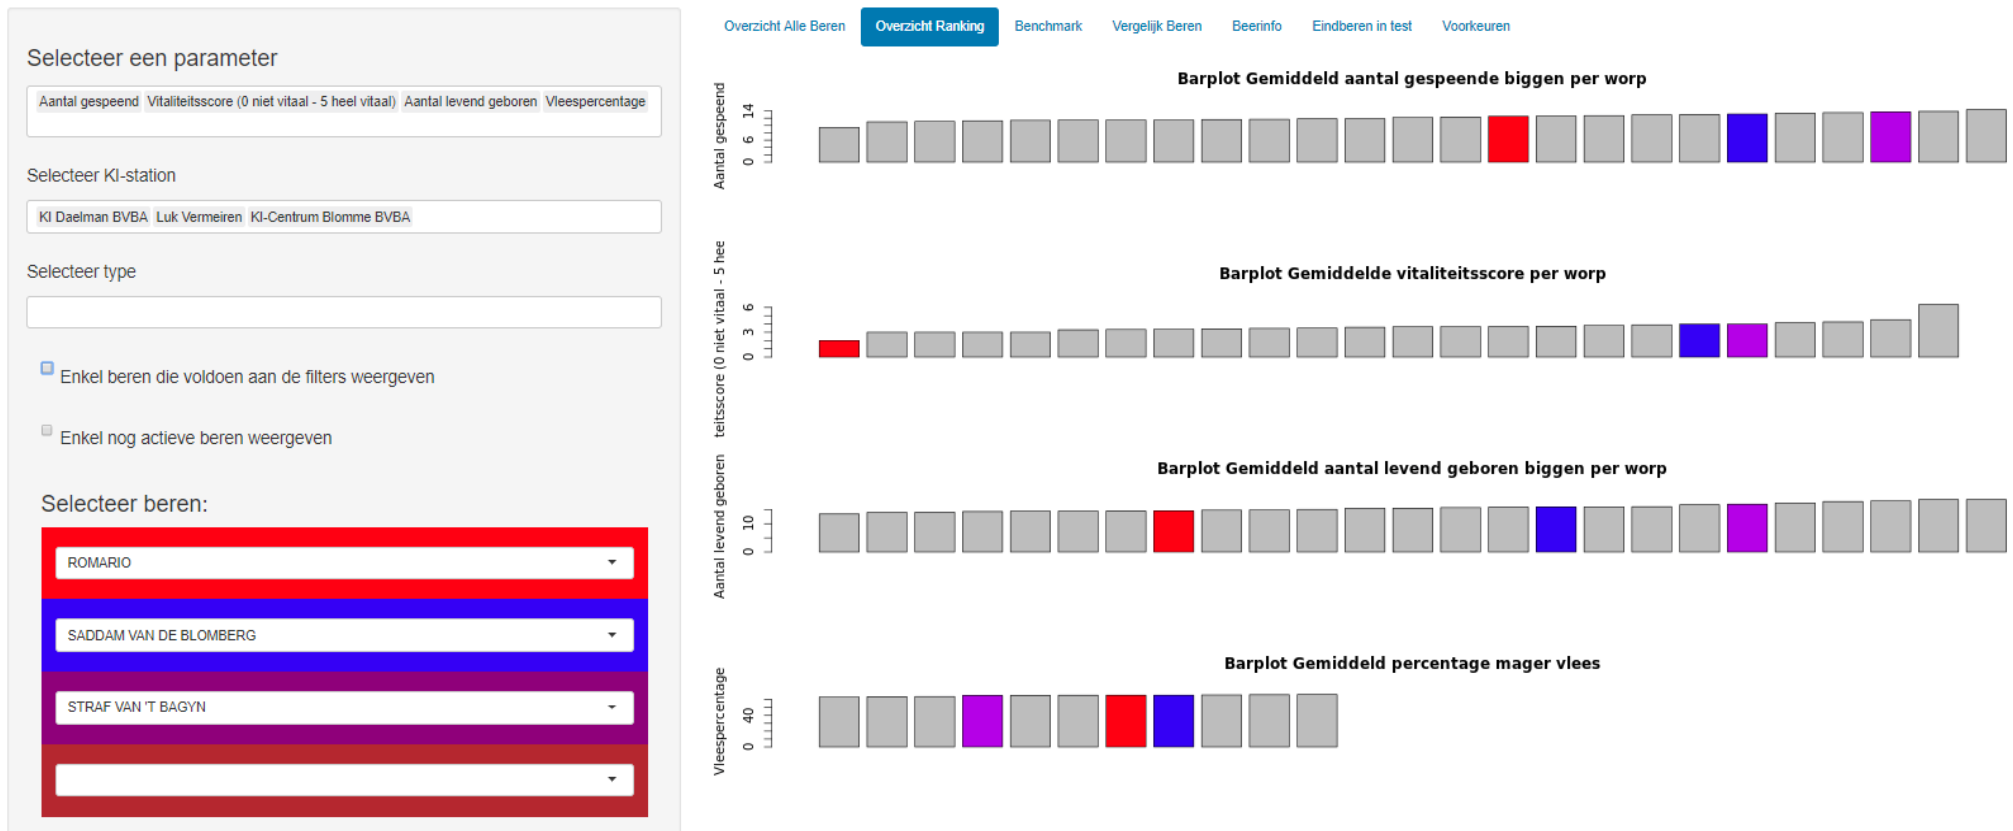 Selecteer een parameter
Aantal gespeend Vitaliteitsscore (0 niet vitaal - 5 heel vitaal) Aantal levend geboren Vleespercentage
Selecteer KI-station
KI Daelman BVBA Luk Vermeiren KI-Centrum Blomme BVBA
Selecteer type
Enkel beren die voldoen aan de filters weergeven
Enkel nog actieve beren weergeven
Selecteer beren:
ROMARIO
SADDAM VAN DE BLOMBERG
STRAF VAN 'T BAGYN
Overzicht Alle Beren Overzicht Ranking Benchmark Vergelijk Beren Beerinfo Eindberen in test Voorkeuren
Barplot Gemiddeld aantal gespeende biggen per worp
Aantal gespeend
14
6
0
Barplot Gemiddelde vitaliteitsscore per worp
teitsscore (0 niet vitaal - 5 hee
6
3
0
Barplot Gemiddeld aantal levend geboren biggen per worp
Aantal levend geboren
10
0
Barplot Gemiddeld percentage mager vlees
Vleespercentage
40
0